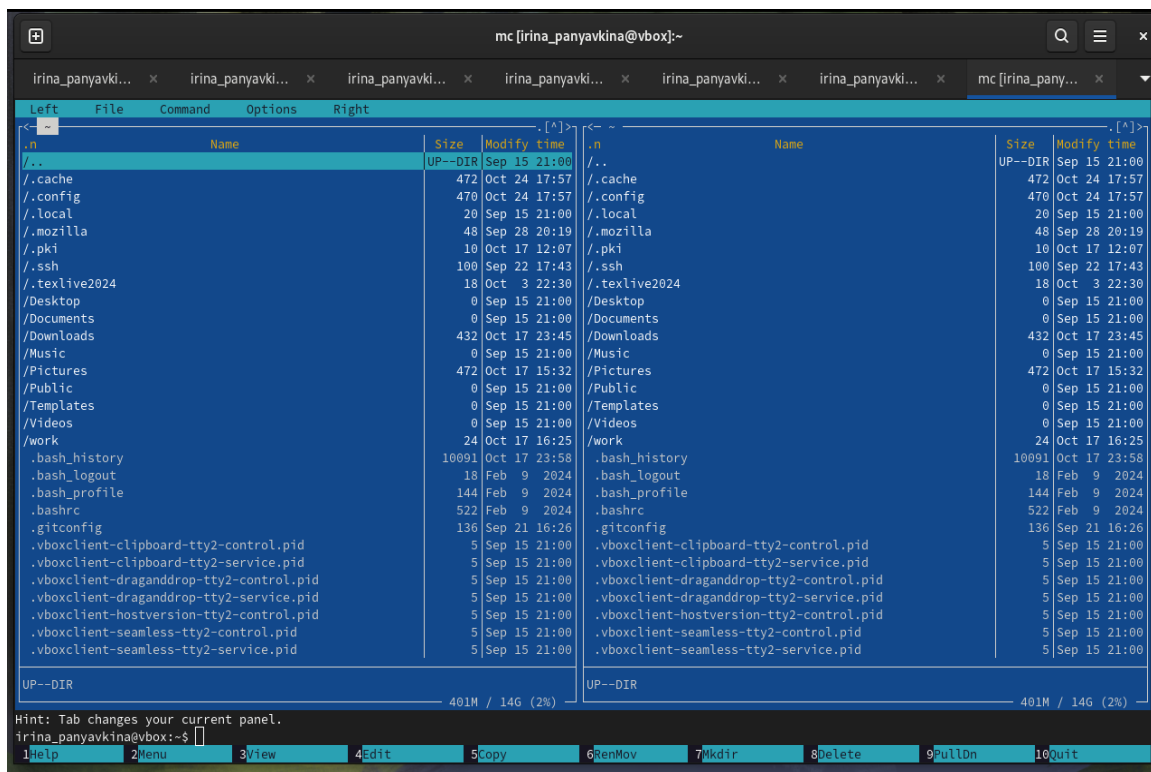 mc [irina_panyavkina@vbox]:~
irina_panyavki... × irina_panyavki... × irina_panyavki... × irina_panyavki... × irina_panyavki... × irina_panyavki... × mc [irina_pany... ×
Left File Command Options Right
<- ~ .[^]> <- ~ .[^]>
.n Name Size Modify time .n Name Size Modify time
/.. UP--DIR Sep 15 21:00 /.. UP--DIR Sep 15 21:00
/.cache 472 Oct 24 17:57 /.cache 472 Oct 24 17:57
/.config 470 Oct 24 17:57 /.config 470 Oct 24 17:57
/.local 20 Sep 15 21:00 /.local 20 Sep 15 21:00
/.mozilla 48 Sep 28 20:19 /.mozilla 48 Sep 28 20:19
/.pki 10 Oct 17 12:07 /.pki 10 Oct 17 12:07
/.ssh 100 Sep 22 17:43 /.ssh 100 Sep 22 17:43
/.texlive2024 18 Oct 3 22:30 /.texlive2024 18 Oct 3 22:30
/Desktop 0 Sep 15 21:00 /Desktop 0 Sep 15 21:00
/Documents 0 Sep 15 21:00 /Documents 0 Sep 15 21:00
/Downloads 432 Oct 17 23:45 /Downloads 432 Oct 17 23:45
/Music 0 Sep 15 21:00 /Music 0 Sep 15 21:00
/Pictures 472 Oct 17 15:32 /Pictures 472 Oct 17 15:32
/Public 0 Sep 15 21:00 /Public 0 Sep 15 21:00
/Templates 0 Sep 15 21:00 /Templates 0 Sep 15 21:00
/Videos 0 Sep 15 21:00 /Videos 0 Sep 15 21:00
/work 24 Oct 17 16:25 /work 24 Oct 17 16:25
.bash_history 10091 Oct 17 23:58 .bash_history 10091 Oct 17 23:58
.bash_logout 18 Feb 9 2024 .bash_logout 18 Feb 9 2024
.bash_profile 144 Feb 9 2024 .bash_profile 144 Feb 9 2024
.bashrc 522 Feb 9 2024 .bashrc 522 Feb 9 2024
.gitconfig 136 Sep 21 16:26 .gitconfig 136 Sep 21 16:26
.vboxclient-clipboard-tty2-control.pid 5 Sep 15 21:00 .vboxclient-clipboard-tty2-control.pid 5 Sep 15 21:00
.vboxclient-clipboard-tty2-service.pid 5 Sep 15 21:00 .vboxclient-clipboard-tty2-service.pid 5 Sep 15 21:00
.vboxclient-draganddrop-tty2-control.pid 5 Sep 15 21:00 .vboxclient-draganddrop-tty2-control.pid 5 Sep 15 21:00
.vboxclient-draganddrop-tty2-service.pid 5 Sep 15 21:00 .vboxclient-draganddrop-tty2-service.pid 5 Sep 15 21:00
.vboxclient-hostversion-tty2-control.pid 5 Sep 15 21:00 .vboxclient-hostversion-tty2-control.pid 5 Sep 15 21:00
.vboxclient-seamless-tty2-control.pid 5 Sep 15 21:00 .vboxclient-seamless-tty2-control.pid 5 Sep 15 21:00
.vboxclient-seamless-tty2-service.pid 5 Sep 15 21:00 .vboxclient-seamless-tty2-service.pid 5 Sep 15 21:00
UP--DIR UP--DIR
401M / 14G (2%) 401M / 14G (2%)
Hint: Tab changes your current panel.
irina_panyavkina@vbox:~$
1Help 2Menu 3View 4Edit 5Copy 6RenMov 7Mkdir 8Delete 9PullDn 10Quit